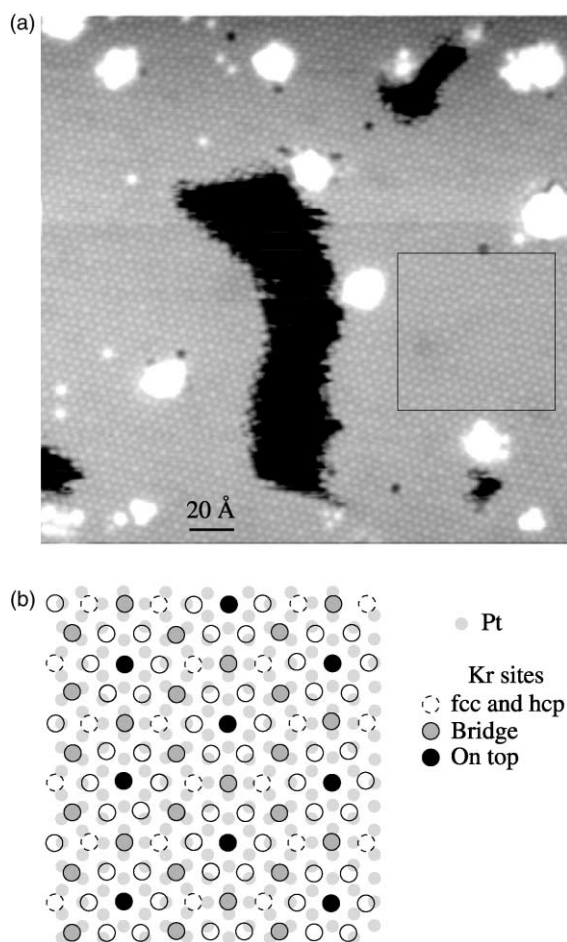 (a)
20 Å
(b)
Pt
Kr sites
fcc and hcp
Bridge
On top